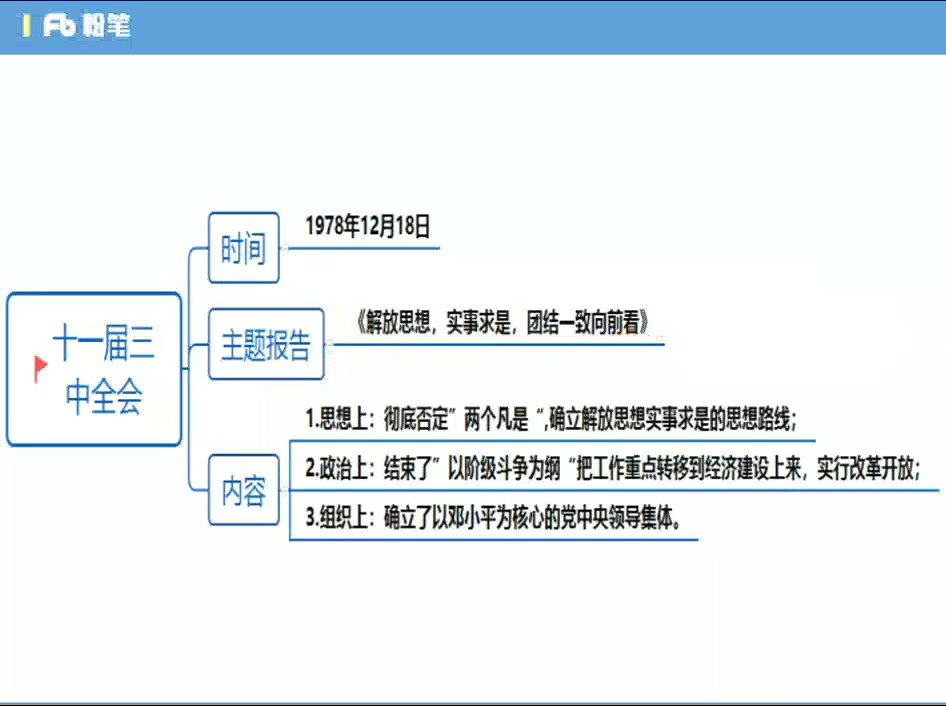 Fb 粉笔
时间
1978年12月18日
十一届三
中全会
主题报告
《解放思想，实事求是，团结一致向前看》
内容
1.思想上：彻底否定”两个凡是“,确立解放思想实事求是的思想路线；
2.政治上：结束了”以阶级斗争为纲“把工作重点转移到经济建设上来，实行改革开放；
3.组织上：确立了以邓小平为核心的党中央领导集体。